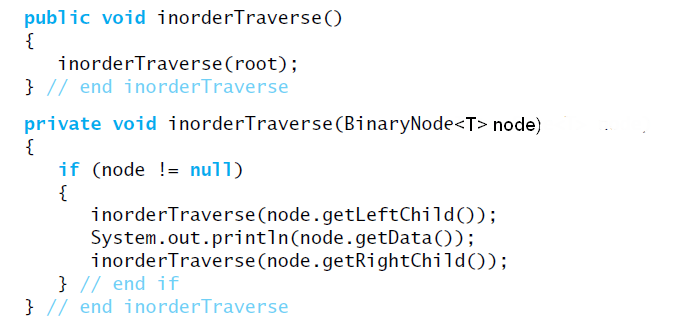 public void inorderTraverse()
{
inorderTraverse(root);
} // end inorderTraverse
private void inorderTraverse(BinaryNode<T> node)
{
if (node != null)
{
inorderTraverse(node.getLeftChild());
System.out.println(node.getData());
inorderTraverse(node.getRightChild());
} // end if
} // end inorderTraverse